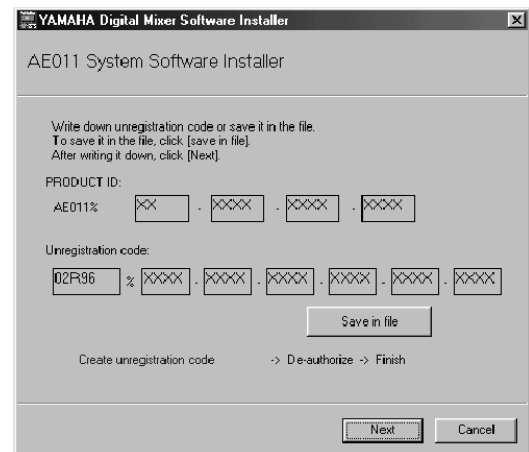 YAMAHA Digital Mixer Software Installer
AE011 System Software Installer
Write down unregistration code or save it in the file.
To save it in the file, click [save in file].
After writing it down, click [Next].
PRODUCT ID:
AE011% XX - XXXX - XXXX - XXXX
Unregistration code:
02R96 % XXXX - XXXX - XXXX - XXXX - XXXX - XXXX
Save in file
Create unregistration code -> De-authorize -> Finish
Next Cancel